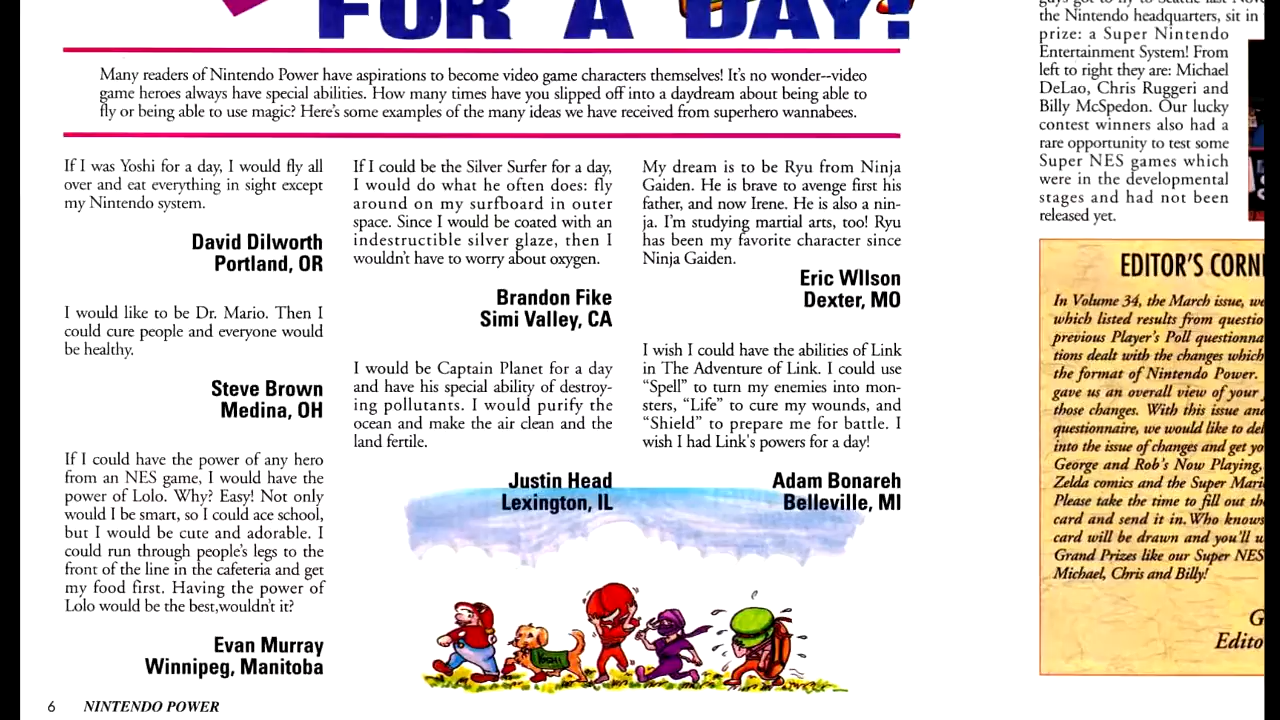 FOR A DAY!
Many readers of Nintendo Power have aspirations to become video game characters themselves! It's no wonder--video
game heroes always have special abilities. How many times have you slipped off into a daydream about being able to
fly or being able to use magic? Here's some examples of the many ideas we have received from superhero wannabees.
If I was Yoshi for a day, I would fly all
over and eat everything in sight except
my Nintendo system.
David Dilworth
Portland, OR
I would like to be Dr. Mario. Then I
could cure people and everyone would
be healthy.
Steve Brown
Medina, OH
If I could have the power of any hero
from an NES game, I would have the
power of Lolo. Why? Easy! Not only
would I be smart, so I could ace school,
but I would be cute and adorable. I
could run through people's legs to the
front of the line in the cafeteria and get
my food first. Having the power of
Lolo would be the best,wouldn't it?
Evan Murray
Winnipeg, Manitoba
If I could be the Silver Surfer for a day,
I would do what he often does: fly
around on my surfboard in outer
space. Since I would be coated with an
indestructible silver glaze, then I
wouldn't have to worry about oxygen.
Brandon Fike
Simi Valley, CA
I would be Captain Planet for a day
and have his special ability of destroy-
ing pollutants. I would purify the
ocean and make the air clean and the
land fertile.
Justin Head
Lexington, IL
My dream is to be Ryu from Ninja
Gaiden. He is brave to avenge first his
father, and now Irene. He is also a nin-
ja. I'm studying martial arts, too! Ryu
has been my favorite character since
Ninja Gaiden.
Eric WIlson
Dexter, MO
I wish I could have the abilities of Link
in The Adventure of Link. I could use
"Spell" to turn my enemies into mon-
sters, "Life" to cure my wounds, and
"Shield" to prepare me for battle. I
wish I had Link's powers for a day!
Adam Bonareh
Belleville, MI
the Nintendo headquarters, sit in
prize: a Super Nintendo
Entertainment System! From
left to right they are: Michael
DeLao, Chris Ruggeri and
Billy McSpedon. Our lucky
contest winners also had a
rare opportunity to test some
Super NES games which
were in the developmental
stages and had not been
released yet.
EDITOR'S CORN
In Volume 34, the March issue, we
which listed results from questio
previous Player's Poll questionna
tions dealt with the changes which
the format of Nintendo Power.
gave us an overall view of your
those changes. With this issue and
questionnaire, we would like to del
into the issue of changes and get yo
George and Rob's Now Playing,
Zelda comics and the Super Mari
Please take the time to fill out th
card and send it in. Who knows
card will be drawn and you'll w
Grand Prizes like our Super NES
Michael, Chris and Billy!
G
Edito
6 NINTENDO POWER